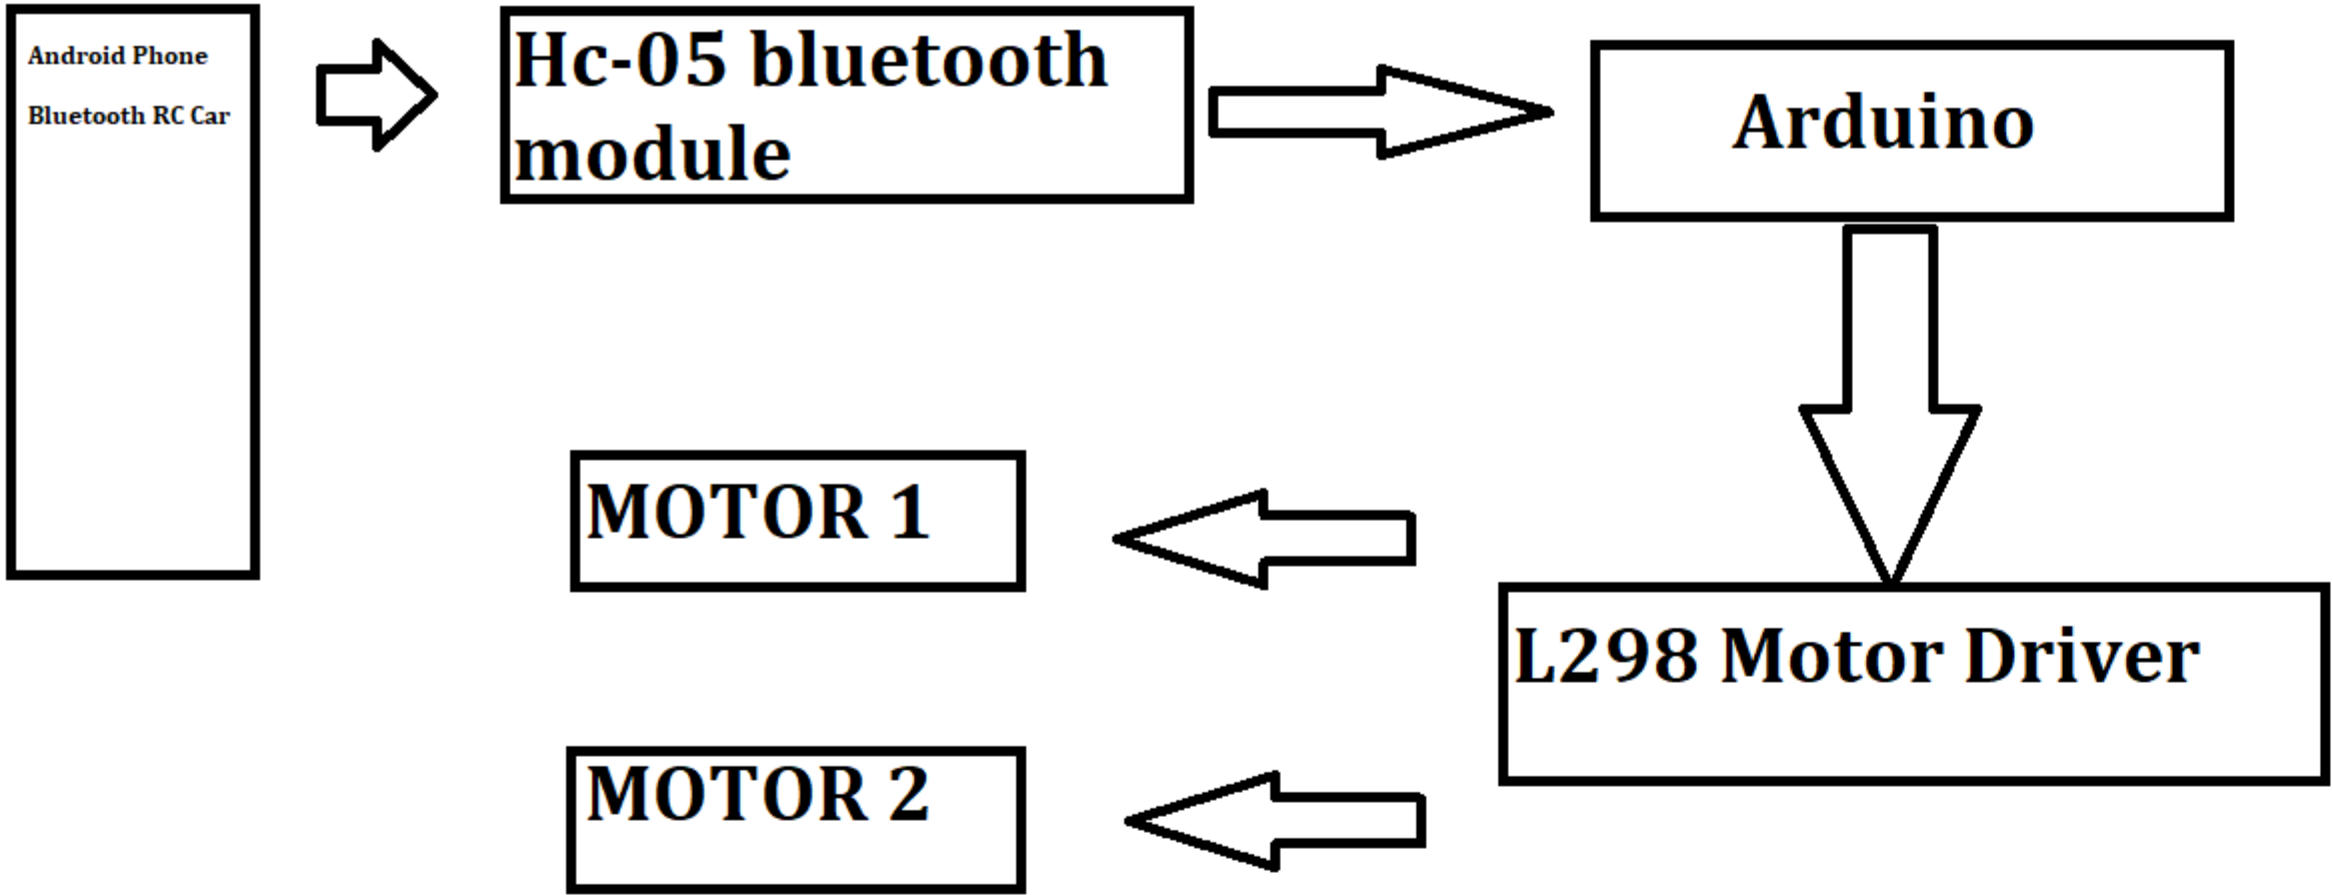 Android Phone
Bluetooth RC Car
Hc-05 bluetooth
module
Arduino
MOTOR 1
L298 Motor Driver
MOTOR 2